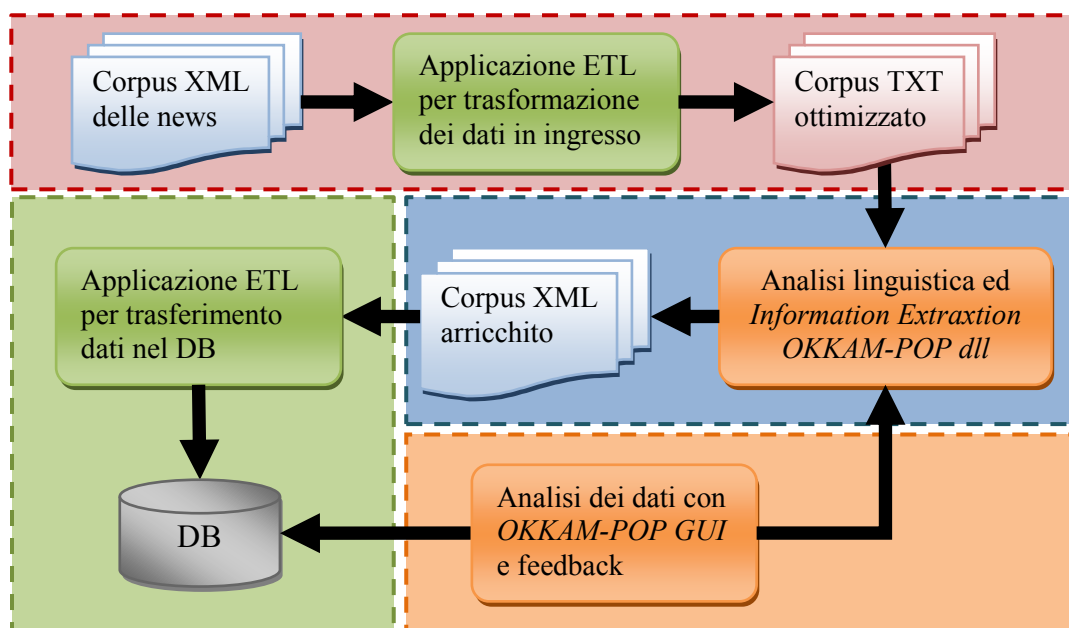 Corpus XML
delle news
Applicazione ETL
per trasformazione
dei dati in ingresso
Corpus TXT
ottimizzato
Applicazione ETL
per trasferimento
dati nel DB
Corpus XML
arricchito
Analisi linguistica ed
Information Extraxtion
OKKAM-POP dll
DB
Analisi dei dati con
OKKAM-POP GUI
e feedback